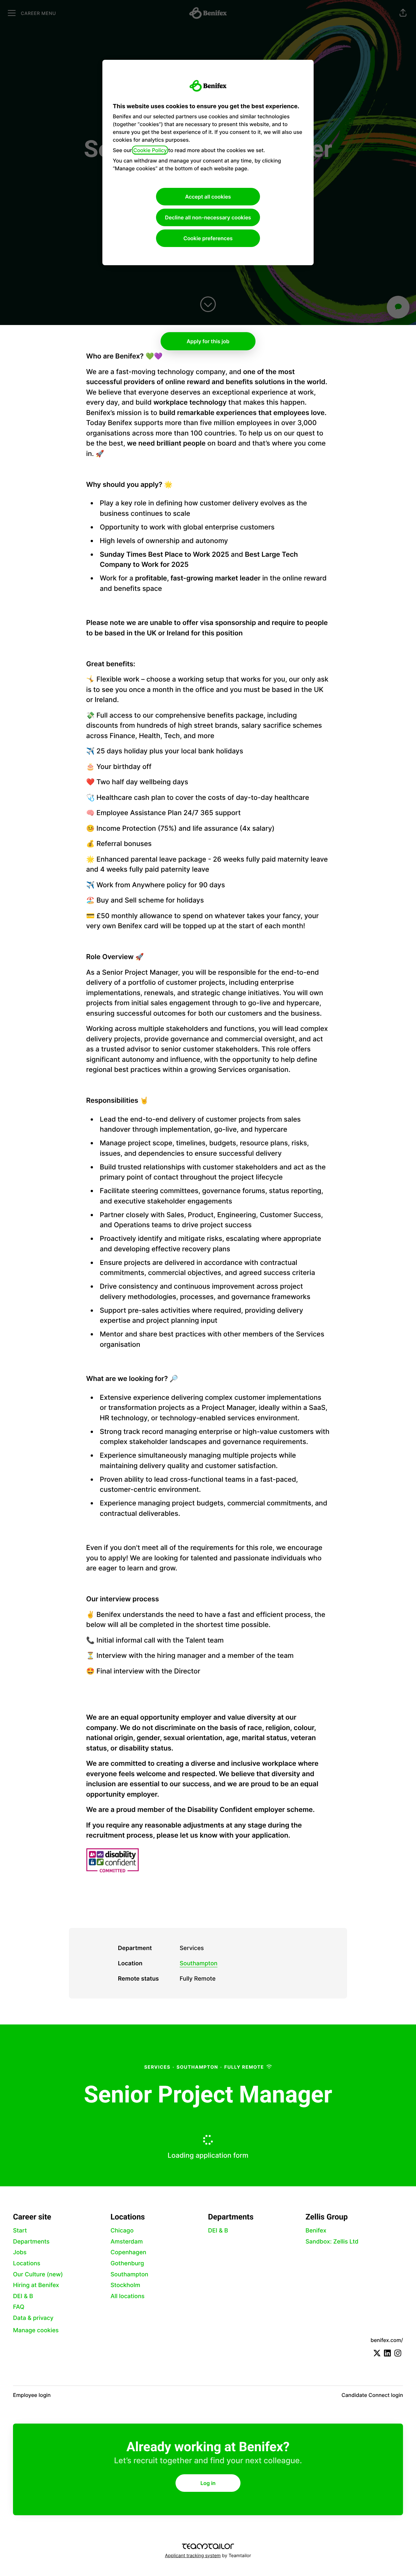 CAREER MENU
Benifex
Benifex
This website uses cookies to ensure you get the best experience.
Benifex and our selected partners use cookies and similar technologies
(together “cookies”) that are necessary to present this website, and to
ensure you get the best experience of it. If you consent to it, we will also use
cookies for analytics purposes.
See our Cookie Policy to read more about the cookies we set.
You can withdraw and manage your consent at any time, by clicking
“Manage cookies” at the bottom of each website page.
Accept all cookies
Decline all non-necessary cookies
Cookie preferences
Apply for this job
Who are Benifex? 💚💜
We are a fast-moving technology company, and one of the most
successful providers of online reward and benefits solutions in the world.
We believe that everyone deserves an exceptional experience at work,
every day, and build workplace technology that makes this happen.
Benifex’s mission is to build remarkable experiences that employees love.
Today Benifex supports more than five million employees in over 3,000
organisations across more than 100 countries. To help us on our quest to
be the best, we need brilliant people on board and that’s where you come
in. 🚀
Why should you apply? 🌟
• Play a key role in defining how customer delivery evolves as the
business continues to scale
• Opportunity to work with global enterprise customers
• High levels of ownership and autonomy
• Sunday Times Best Place to Work 2025 and Best Large Tech
Company to Work for 2025
• Work for a profitable, fast-growing market leader in the online reward
and benefits space
Please note we are unable to offer visa sponsorship and require to people
to be based in the UK or Ireland for this position
Great benefits:
🤸 Flexible work – choose a working setup that works for you, our only ask
is to see you once a month in the office and you must be based in the UK
or Ireland.
💸 Full access to our comprehensive benefits package, including
discounts from hundreds of high street brands, salary sacrifice schemes
across Finance, Health, Tech, and more
✈️ 25 days holiday plus your local bank holidays
🎂 Your birthday off
❤️ Two half day wellbeing days
🩺 Healthcare cash plan to cover the costs of day-to-day healthcare
🧠 Employee Assistance Plan 24/7 365 support
🤒 Income Protection (75%) and life assurance (4x salary)
💰 Referral bonuses
🌟 Enhanced parental leave package - 26 weeks fully paid maternity leave
and 4 weeks fully paid paternity leave
✈️ Work from Anywhere policy for 90 days
🏖️ Buy and Sell scheme for holidays
💳 £50 monthly allowance to spend on whatever takes your fancy, your
very own Benifex card will be topped up at the start of each month!
Role Overview 🚀
As a Senior Project Manager, you will be responsible for the end-to-end
delivery of a portfolio of customer projects, including enterprise
implementations, renewals, and strategic change initiatives. You will own
projects from initial sales engagement through to go-live and hypercare,
ensuring successful outcomes for both our customers and the business.
Working across multiple stakeholders and functions, you will lead complex
delivery projects, provide governance and commercial oversight, and act
as a trusted advisor to senior customer stakeholders. This role offers
significant autonomy and influence, with the opportunity to help define
regional best practices within a growing Services organisation.
Responsibilities 🤘
• Lead the end-to-end delivery of customer projects from sales
handover through implementation, go-live, and hypercare
• Manage project scope, timelines, budgets, resource plans, risks,
issues, and dependencies to ensure successful delivery
• Build trusted relationships with customer stakeholders and act as the
primary point of contact throughout the project lifecycle
• Facilitate steering committees, governance forums, status reporting,
and executive stakeholder engagements
• Partner closely with Sales, Product, Engineering, Customer Success,
and Operations teams to drive project success
• Proactively identify and mitigate risks, escalating where appropriate
and developing effective recovery plans
• Ensure projects are delivered in accordance with contractual
commitments, commercial objectives, and agreed success criteria
• Drive consistency and continuous improvement across project
delivery methodologies, processes, and governance frameworks
• Support pre-sales activities where required, providing delivery
expertise and project planning input
• Mentor and share best practices with other members of the Services
organisation
What are we looking for? 🔎
• Extensive experience delivering complex customer implementations
or transformation projects as a Project Manager, ideally within a SaaS,
HR technology, or technology-enabled services environment.
• Strong track record managing enterprise or high-value customers with
complex stakeholder landscapes and governance requirements.
• Experience simultaneously managing multiple projects while
maintaining delivery quality and customer satisfaction.
• Proven ability to lead cross-functional teams in a fast-paced,
customer-centric environment.
• Experience managing project budgets, commercial commitments, and
contractual deliverables.
Even if you don’t meet all of the requirements for this role, we encourage
you to apply! We are looking for talented and passionate individuals who
are eager to learn and grow.
Our interview process
✌️ Benifex understands the need to have a fast and efficient process, the
below will all be completed in the shortest time possible.
📞 Initial informal call with the Talent team
⏳ Interview with the hiring manager and a member of the team
🤩 Final interview with the Director
We are an equal opportunity employer and value diversity at our
company. We do not discriminate on the basis of race, religion, colour,
national origin, gender, sexual orientation, age, marital status, veteran
status, or disability status.
We are committed to creating a diverse and inclusive workplace where
everyone feels welcome and respected. We believe that diversity and
inclusion are essential to our success, and we are proud to be an equal
opportunity employer.
We are a proud member of the Disability Confident employer scheme.
If you require any reasonable adjustments at any stage during the
recruitment process, please let us know with your application.
disability
confident
COMMITTED
Department Services
Location Southampton
Remote status Fully Remote
SERVICES · SOUTHAMPTON · FULLY REMOTE
Senior Project Manager
Loading application form
Career site
Start
Departments
Jobs
Locations
Our Culture (new)
Hiring at Benifex
DEI & B
FAQ
Data & privacy
Manage cookies
Locations
Chicago
Amsterdam
Copenhagen
Gothenburg
Southampton
Stockholm
All locations
Departments
DEI & B
Zellis Group
Benifex
Sandbox: Zellis Ltd
benifex.com/
Employee login
Candidate Connect login
Already working at Benifex?
Let’s recruit together and find your next colleague.
Log in
TEAMTAILOR
Applicant tracking system by Teamtailor